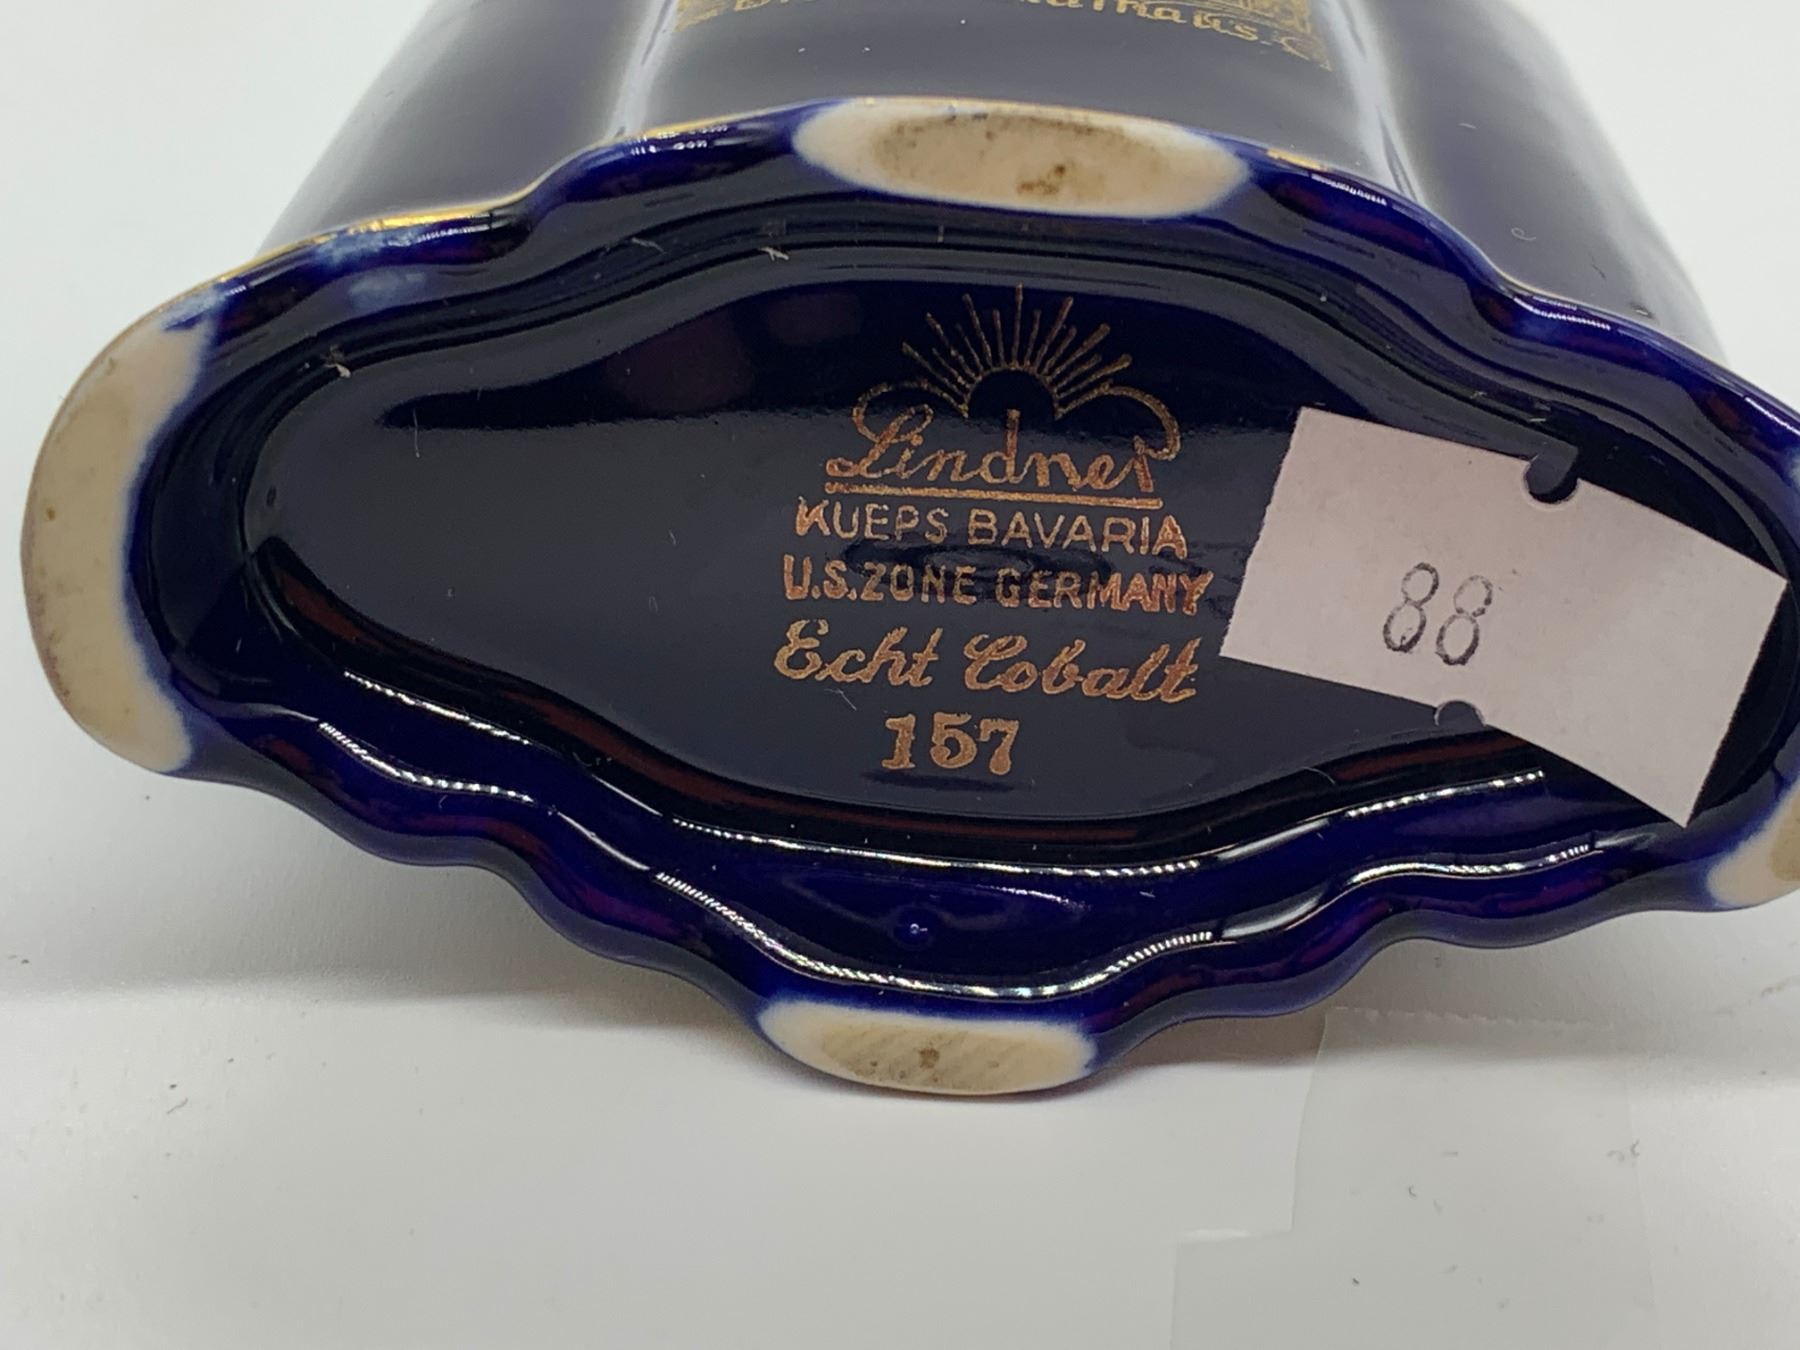 Lindner
KUEPS BAVARIA
U.S.ZONE GERMANY
Echt Cobalt
157
88